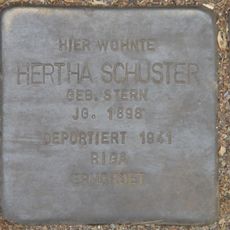 HIER WOHNTE
HERTHA SCHUSTER
GEB. STERN
JG. 1898
DEPORTIERT 1941
RIGA
ERMORDET